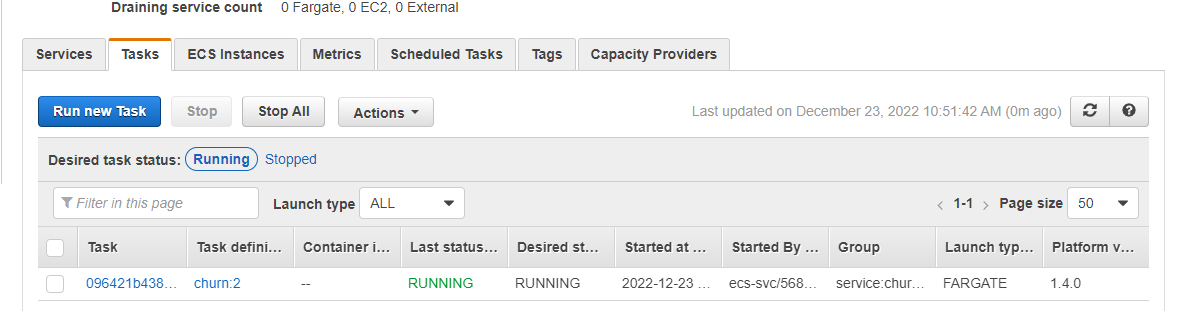 Draining service count 0 Fargate, 0 EC2, 0 External
Services Tasks ECS Instances Metrics Scheduled Tasks Tags Capacity Providers
Run new Task Stop Stop All Actions Last updated on December 23, 2022 10:51:42 AM (0m ago)
Desired task status: Running Stopped
Filter in this page Launch type ALL 1-1 Page size 50
Task Task defini... Container i... Last status... Desired st... Started at ... Started By ... Group Launch typ... Platform v...
096421b438... churn:2 -- RUNNING RUNNING 2022-12-23 ... ecs-svc/568... service:chur... FARGATE 1.4.0